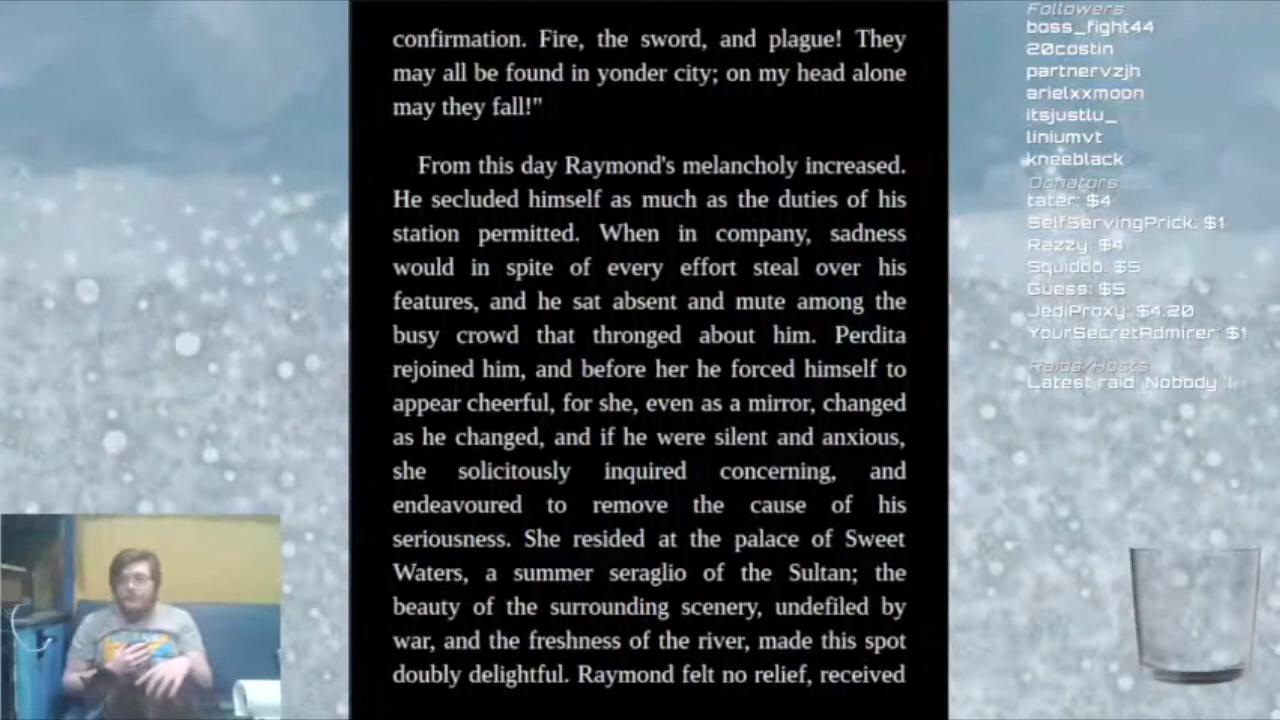 confirmation. Fire, the sword, and plague! They
may all be found in yonder city; on my head alone
may they fall!"
From this day Raymond's melancholy increased.
He secluded himself as much as the duties of his
station permitted. When in company, sadness
would in spite of every effort steal over his
features, and he sat absent and mute among the
busy crowd that thronged about him. Perdita
rejoined him, and before her he forced himself to
appear cheerful, for she, even as a mirror, changed
as he changed, and if he were silent and anxious,
she solicitously inquired concerning, and
endeavoured to remove the cause of his
seriousness. She resided at the palace of Sweet
Waters, a summer seraglio of the Sultan; the
beauty of the surrounding scenery, undefiled by
war, and the freshness of the river, made this spot
doubly delightful. Raymond felt no relief, received
Followers
boss_fight44
20costin
partnervzjh
arielxxmoon
itsjustlu_
liniumvt
kneeblack
Donators
tater: $4
SelfServingPrick: $1
Razzy: $4
Squidoo: $5
Guess: $5
JediProxy: $4.20
YourSecretAdmirer: $1
Raids/Hosts
Latest raid: Nobody :(